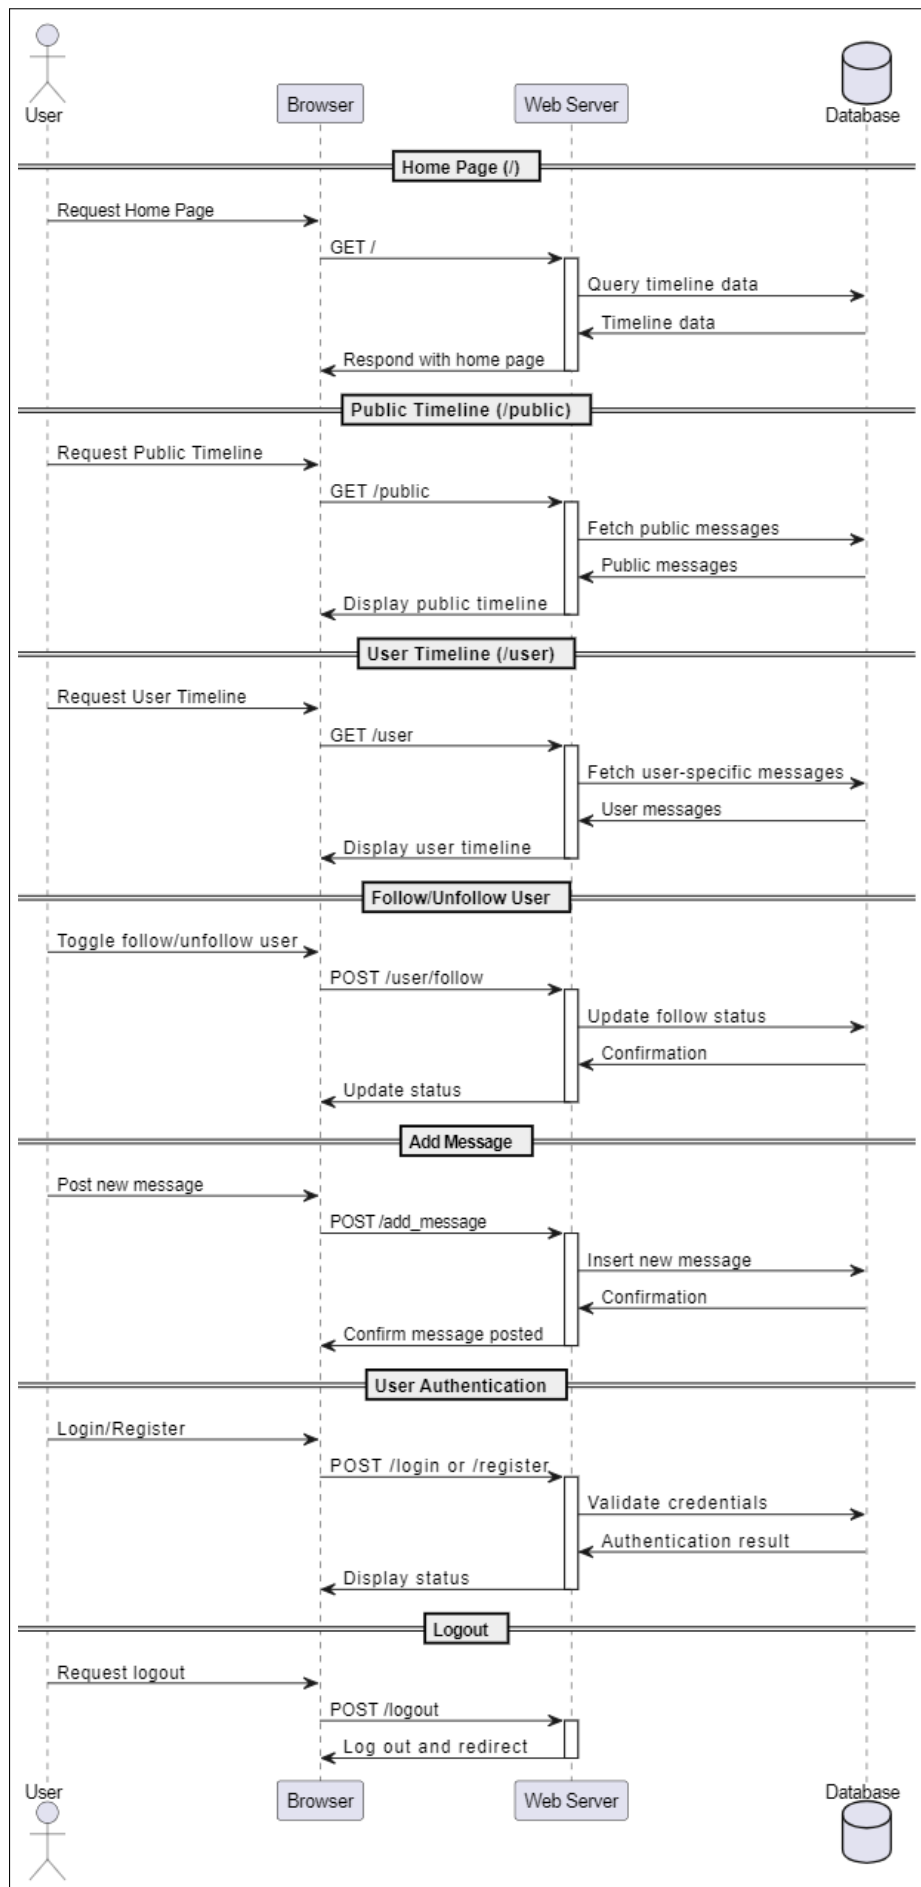 User
Browser
Web Server
Database
Home Page (/)
Request Home Page
GET /
Query timeline data
Timeline data
Respond with home page
Public Timeline (/public)
Request Public Timeline
GET /public
Fetch public messages
Public messages
Display public timeline
User Timeline (/user)
Request User Timeline
GET /user
Fetch user-specific messages
User messages
Display user timeline
Follow/Unfollow User
Toggle follow/unfollow user
POST /user/follow
Update follow status
Confirmation
Update status
Add Message
Post new message
POST /add_message
Insert new message
Confirmation
Confirm message posted
User Authentication
Login/Register
POST /login or /register
Validate credentials
Authentication result
Display status
Logout
Request logout
POST /logout
Log out and redirect
User
Browser
Web Server
Database